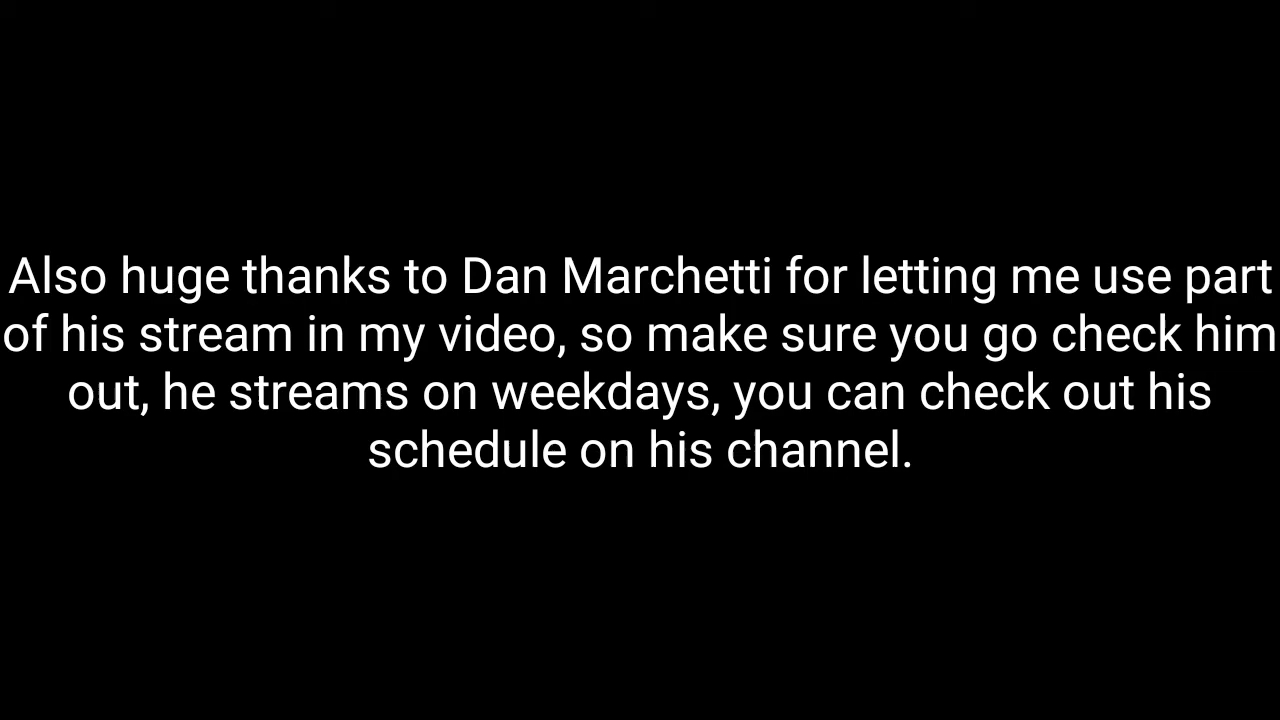 Also huge thanks to Dan Marchetti for letting me use part
of his stream in my video, so make sure you go check him
out, he streams on weekdays, you can check out his
schedule on his channel.